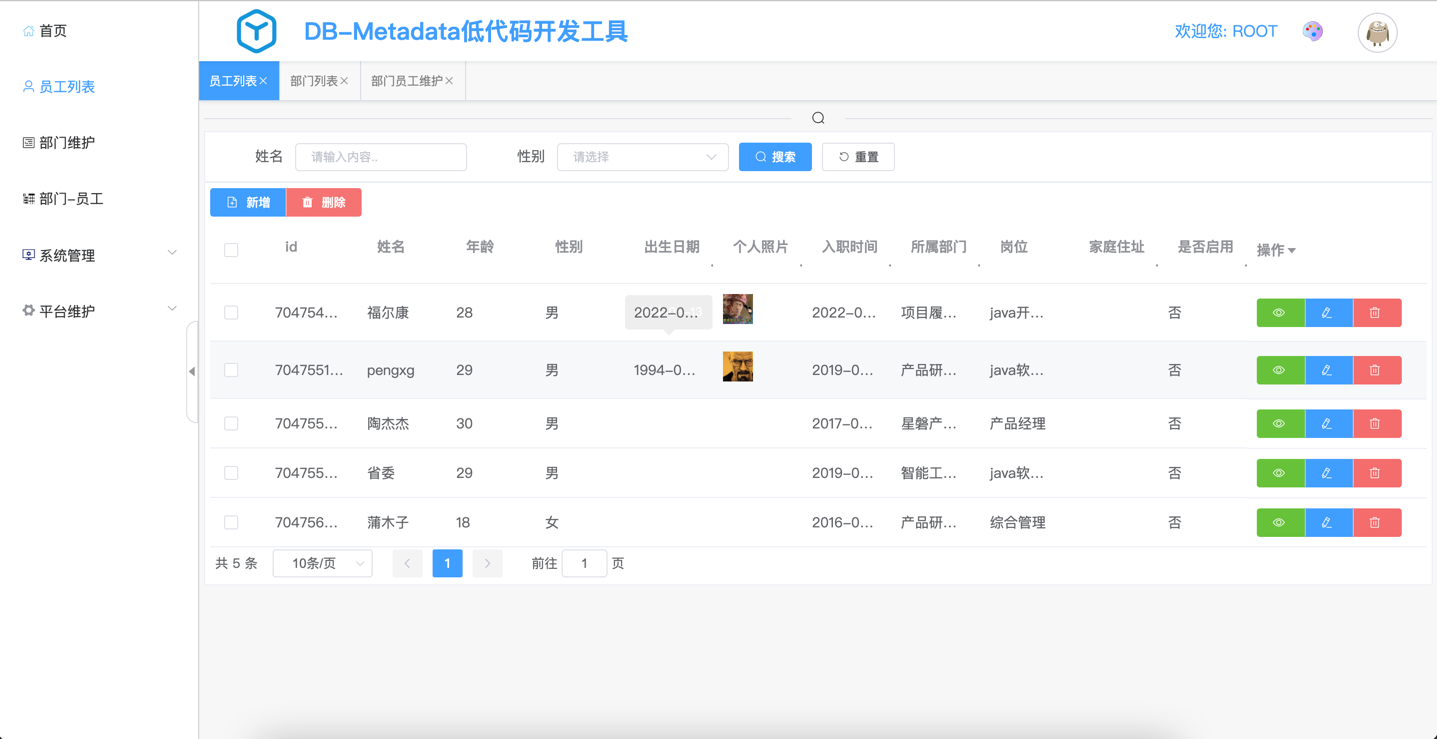 首页
员工列表
部门维护
部门-员工
系统管理
平台维护
DB-Metadata低代码开发工具
欢迎您: ROOT
员工列表 部门列表 部门员工维护
姓名 请输入内容.. 性别 请选择 搜索 重置
新增 删除
id 姓名 年龄 性别 出生日期 个人照片 入职时间 所属部门 岗位 家庭住址 是否启用 操作
704754... 福尔康 28 男 2022-0... 2022-0... 项目履... java开... 否
7047551... pengxg 29 男 1994-0... 2019-0... 产品研... java软... 否
704755... 陶杰杰 30 男 2017-0... 星磐产... 产品经理 否
704755... 省委 29 男 2019-0... 智能工... java软... 否
704756... 蒲木子 18 女 2016-0... 产品研... 综合管理 否
共 5 条 10条/页 1 前往 1 页